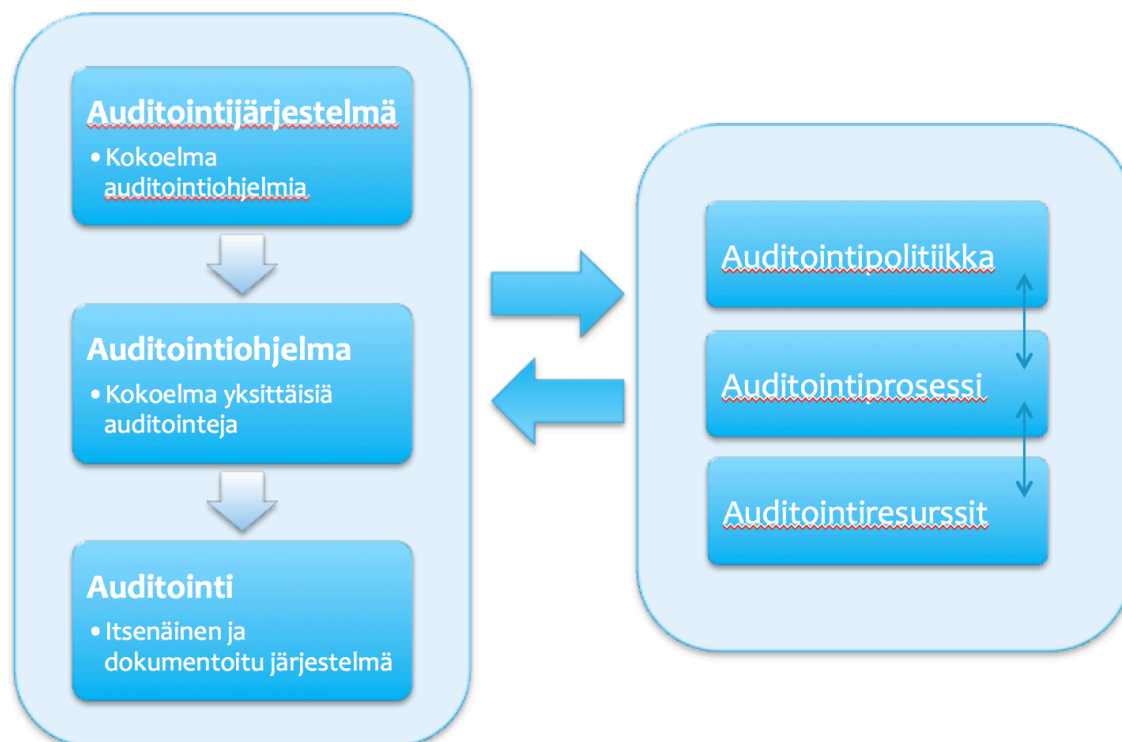 Auditointijärjestelmä
• Kokoelma
auditointiohjelmia
Auditointiohjelma
• Kokoelma yksittäisiä
auditointeja
Auditointi
• Itsenäinen ja
dokumentoitu järjestelmä
Auditointipolitiikka
Auditointiprosessi
Auditointiresurssit